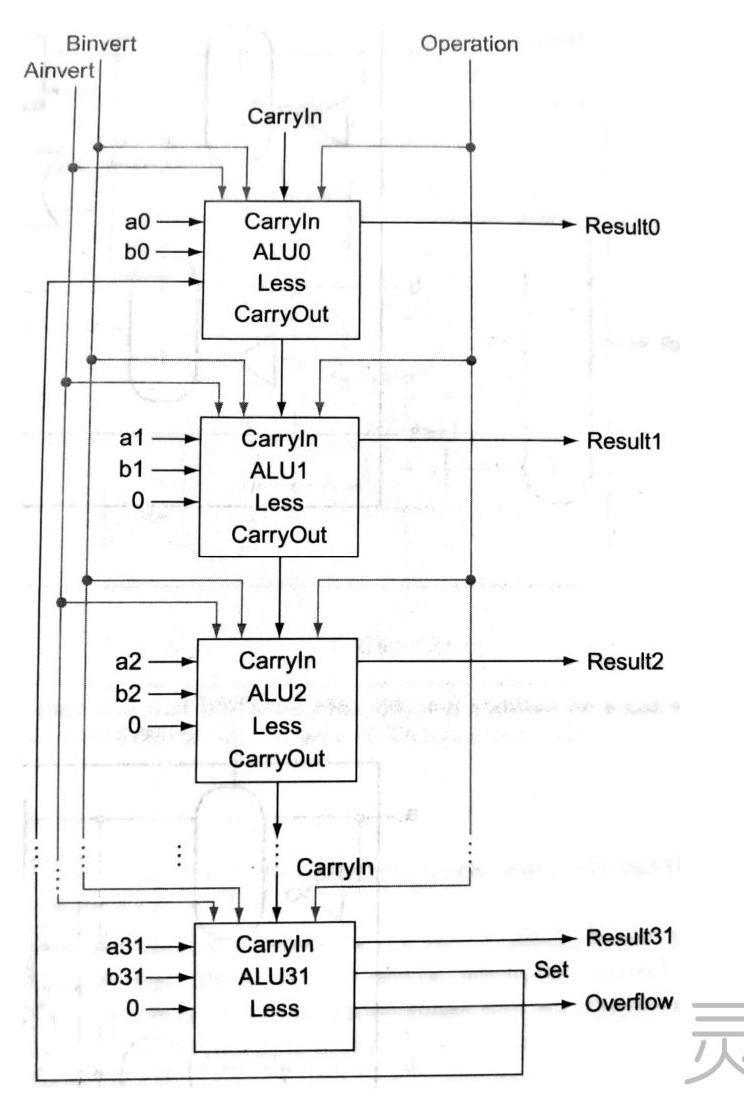 Binvert
Operation
Ainvert
CarryIn
a0
CarryIn
Result0
b0
ALU0
Less
CarryOut
a1
CarryIn
Result1
b1
ALU1
0
Less
CarryOut
a2
CarryIn
Result2
b2
ALU2
0
Less
CarryOut
CarryIn
a31
CarryIn
Result31
b31
ALU31
Set
0
Less
Overflow
灵